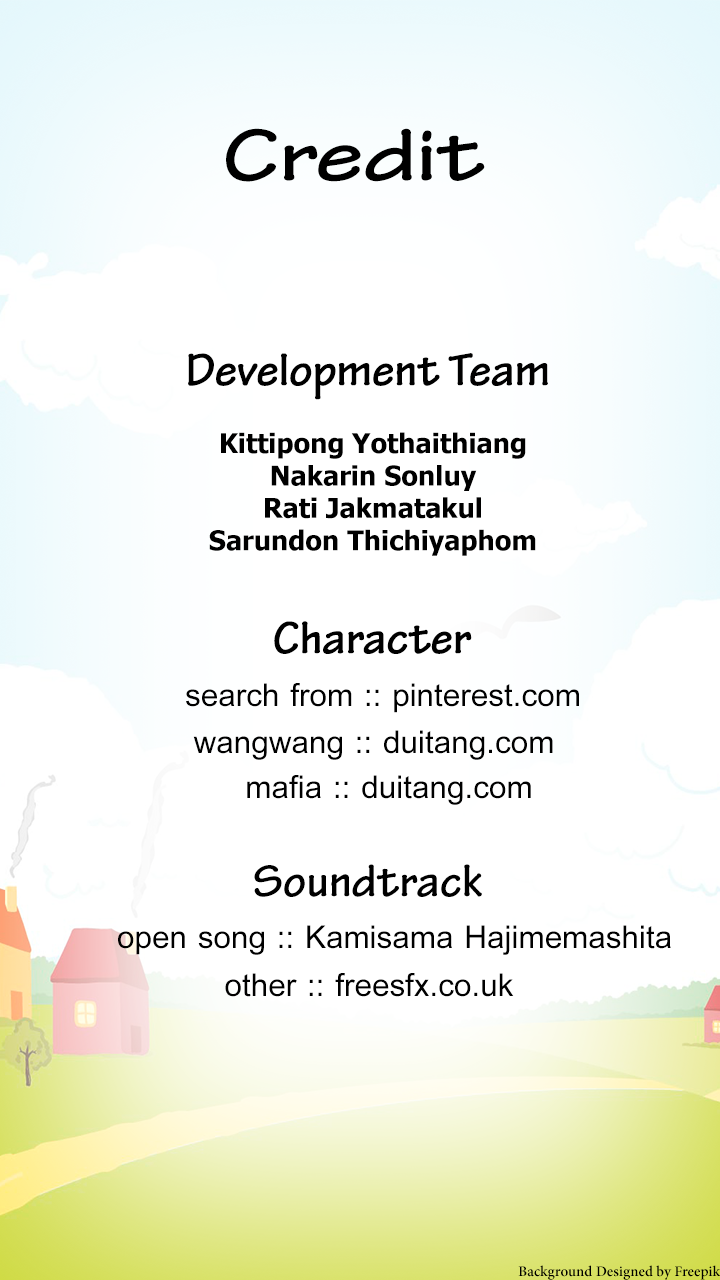 Credit
Development Team
Kittipong Yothaithiang
Nakarin Sonluy
Rati Jakmatakul
Sarundon Thichiyaphom
Character
search from :: pinterest.com
wangwang :: duitang.com
mafia :: duitang.com
Soundtrack
open song :: Kamisama Hajimemashita
other :: freesfx.co.uk
Background Designed by Freepik